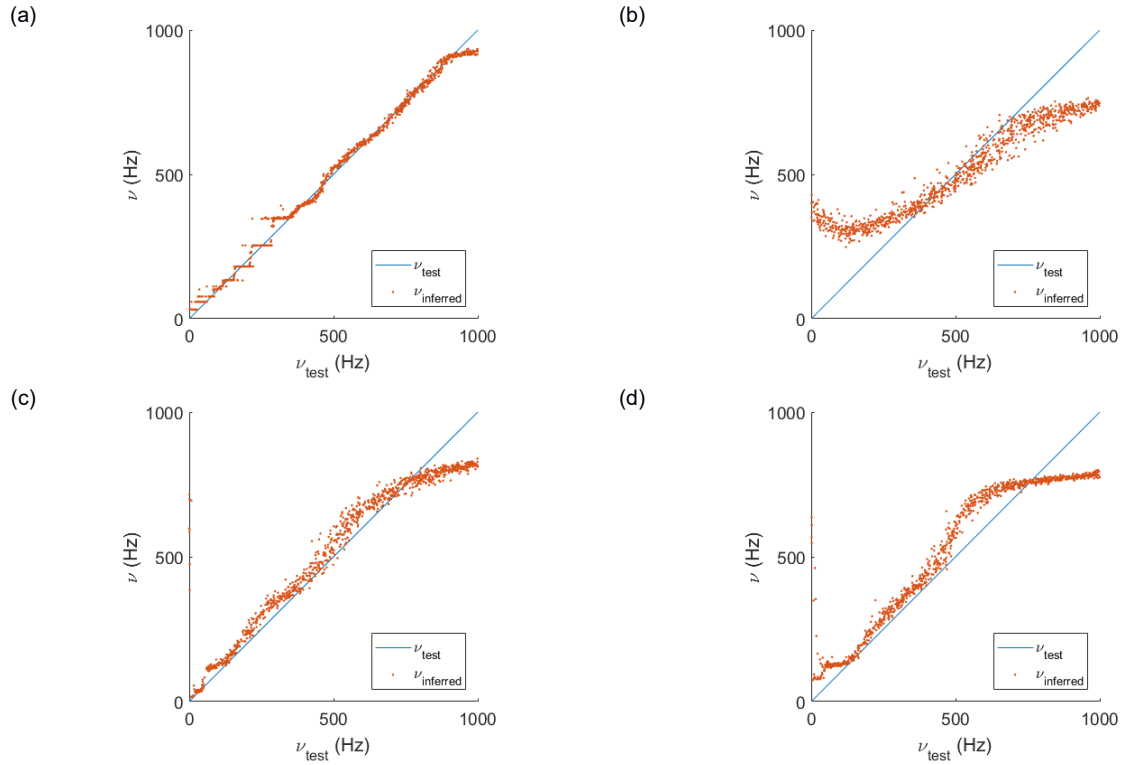 (a)
1000
500
0
ν (Hz)
0
500
1000
ν_test (Hz)
ν_test
ν_inferred
(b)
1000
500
0
ν (Hz)
0
500
1000
ν_test (Hz)
ν_test
ν_inferred
(c)
1000
500
0
ν (Hz)
0
500
1000
ν_test (Hz)
ν_test
ν_inferred
(d)
1000
500
0
ν (Hz)
0
500
1000
ν_test (Hz)
ν_test
ν_inferred